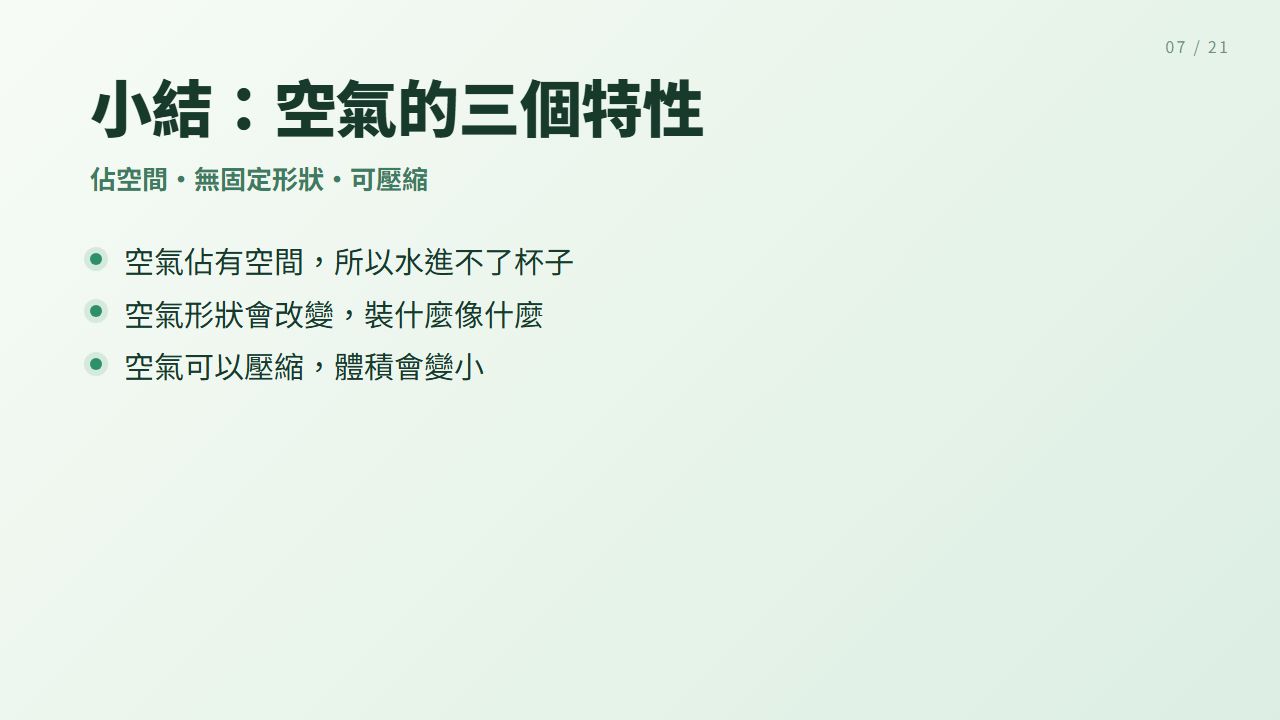 07 / 21
小結：空氣的三個特性
佔空間・無固定形狀・可壓縮
空氣佔有空間，所以水進不了杯子
空氣形狀會改變，裝什麼像什麼
空氣可以壓縮，體積會變小